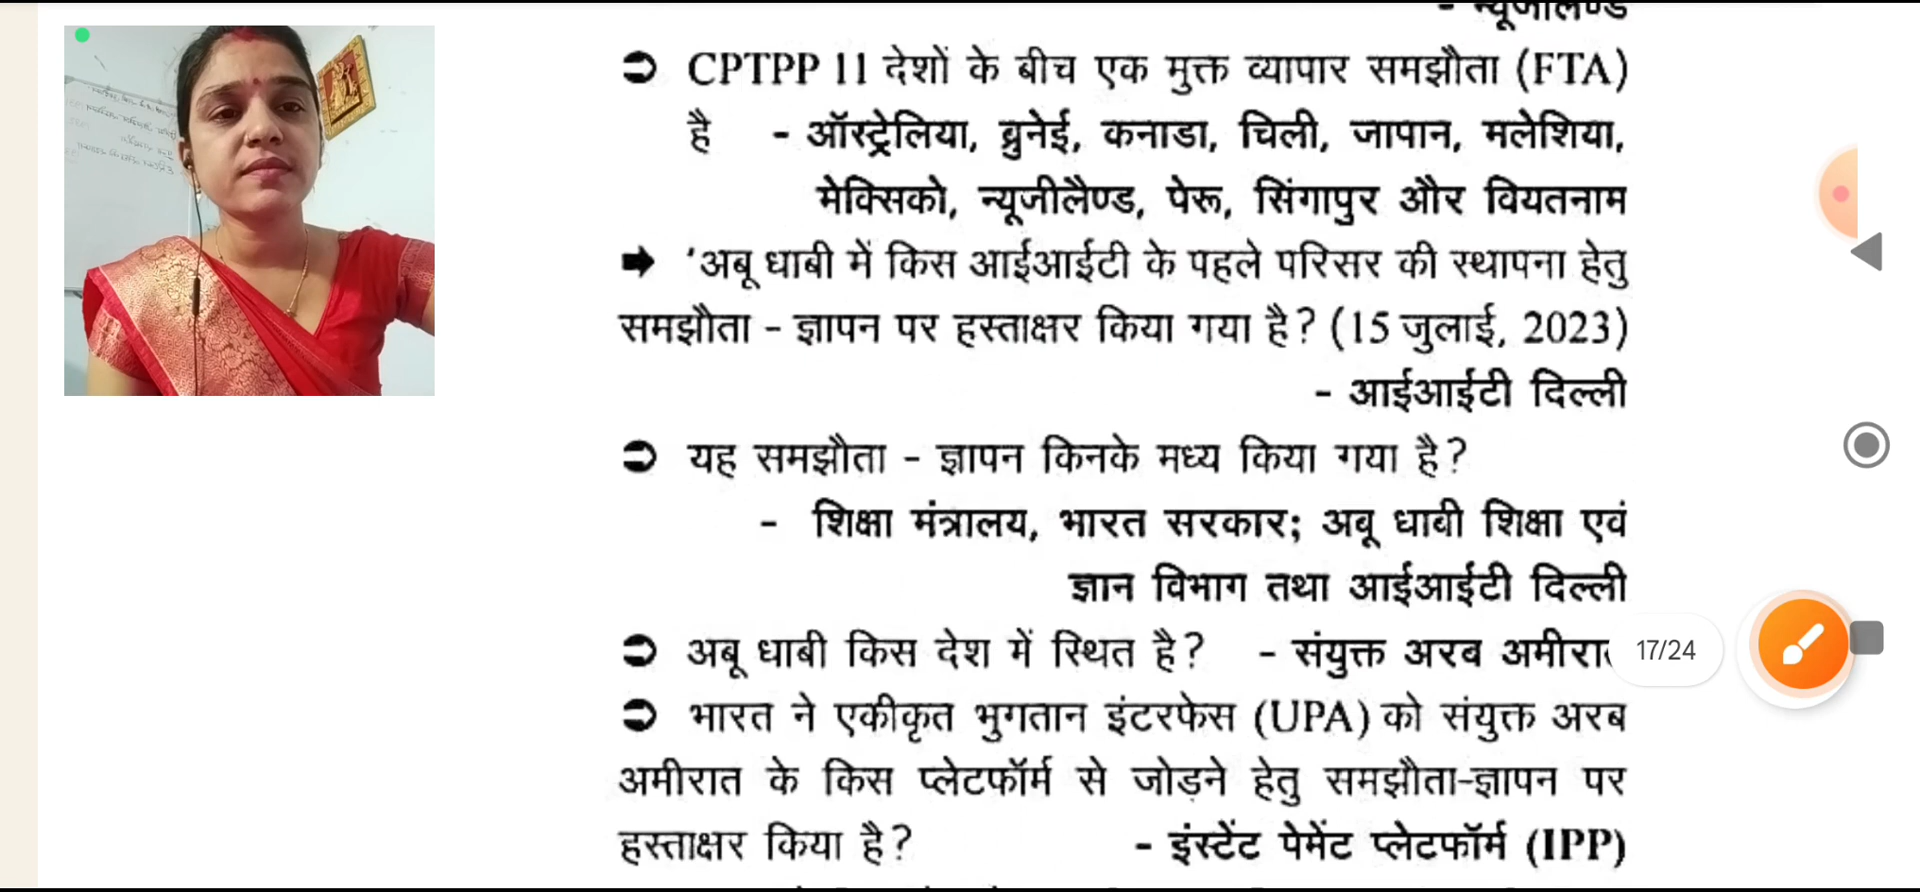 - न्यूजीलैण्ड
➲ CPTPP 11 देशों के बीच एक मुक्त व्यापार समझौता (FTA)
है - ऑस्ट्रेलिया, ब्रुनेई, कनाडा, चिली, जापान, मलेशिया,
मेक्सिको, न्यूजीलैण्ड, पेरू, सिंगापुर और वियतनाम
➡ 'अबू धाबी में किस आईआईटी के पहले परिसर की स्थापना हेतु
समझौता - ज्ञापन पर हस्ताक्षर किया गया है? (15 जुलाई, 2023)
- आईआईटी दिल्ली
➲ यह समझौता - ज्ञापन किनके मध्य किया गया है?
- शिक्षा मंत्रालय, भारत सरकार; अबू धाबी शिक्षा एवं
ज्ञान विभाग तथा आईआईटी दिल्ली
➲ अबू धाबी किस देश में स्थित है? - संयुक्त अरब अमीरा
17/24
➲ भारत ने एकीकृत भुगतान इंटरफेस (UPA) को संयुक्त अरब
अमीरात के किस प्लेटफॉर्म से जोड़ने हेतु समझौता-ज्ञापन पर
हस्ताक्षर किया है? - इंस्टेंट पेमेंट प्लेटफॉर्म (IPP)